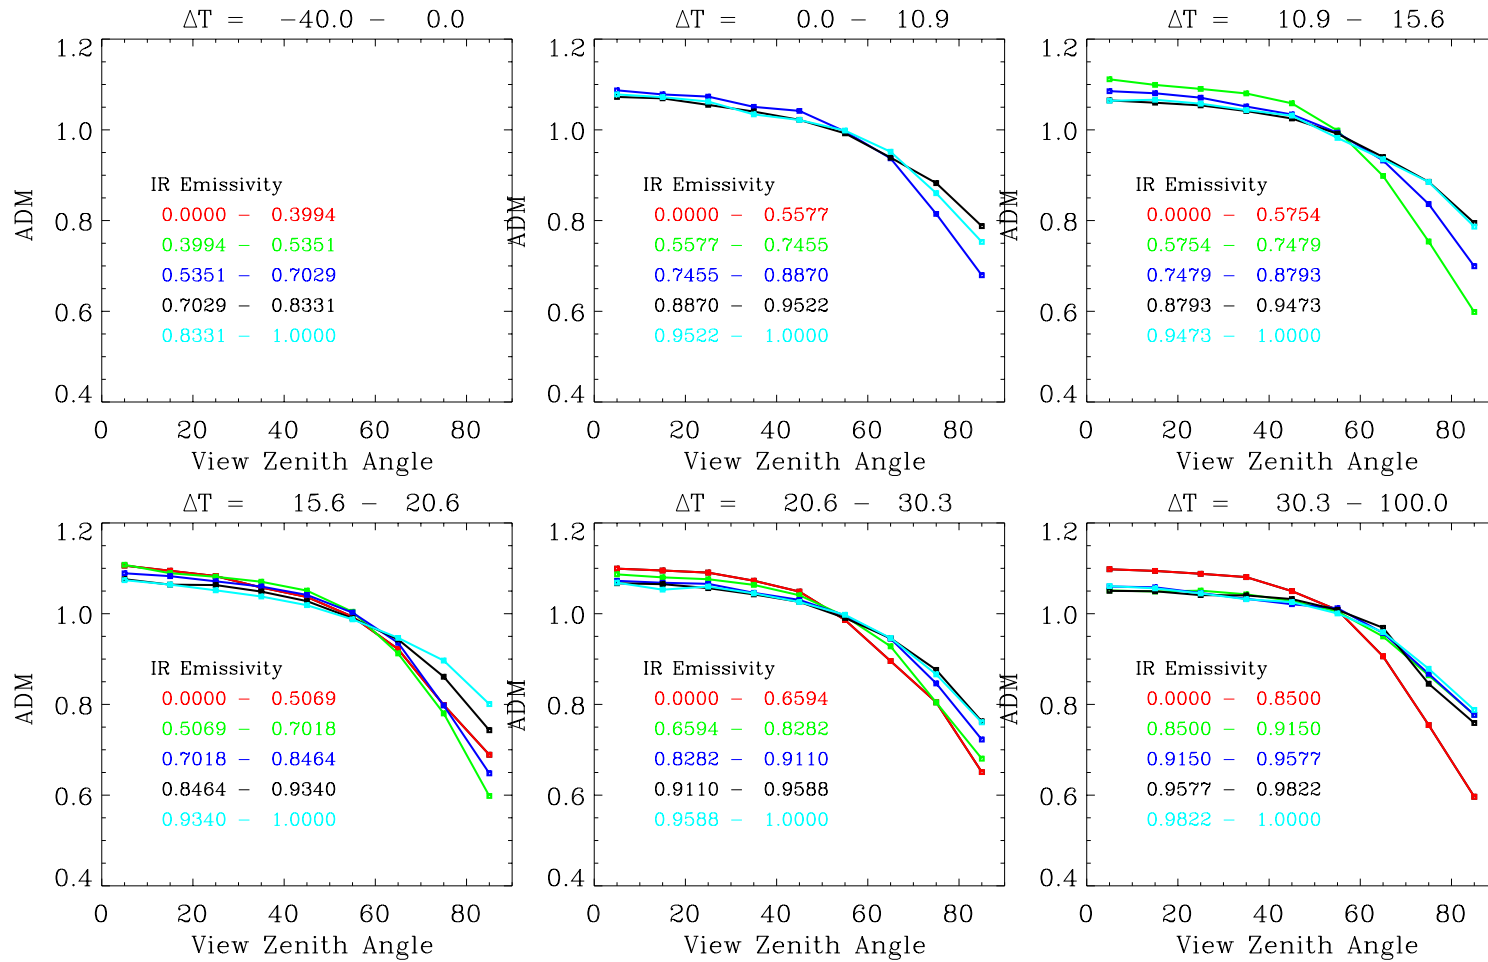 ΔT = -40.0 - 0.0
1.2
1.0
0.8
0.6
0.4
ADM
IR Emissivity
0.0000 - 0.3994
0.3994 - 0.5351
0.5351 - 0.7029
0.7029 - 0.8331
0.8331 - 1.0000
0 20 40 60 80
View Zenith Angle
ΔT = 0.0 - 10.9
1.2
1.0
0.8
0.6
0.4
ADM
IR Emissivity
0.0000 - 0.5577
0.5577 - 0.7455
0.7455 - 0.8870
0.8870 - 0.9522
0.9522 - 1.0000
0 20 40 60 80
View Zenith Angle
ΔT = 10.9 - 15.6
1.2
1.0
0.8
0.6
0.4
ADM
IR Emissivity
0.0000 - 0.5754
0.5754 - 0.7479
0.7479 - 0.8793
0.8793 - 0.9473
0.9473 - 1.0000
0 20 40 60 80
View Zenith Angle
ΔT = 15.6 - 20.6
1.2
1.0
0.8
0.6
0.4
ADM
IR Emissivity
0.0000 - 0.5069
0.5069 - 0.7018
0.7018 - 0.8464
0.8464 - 0.9340
0.9340 - 1.0000
0 20 40 60 80
View Zenith Angle
ΔT = 20.6 - 30.3
1.2
1.0
0.8
0.6
0.4
ADM
IR Emissivity
0.0000 - 0.6594
0.6594 - 0.8282
0.8282 - 0.9110
0.9110 - 0.9588
0.9588 - 1.0000
0 20 40 60 80
View Zenith Angle
ΔT = 30.3 - 100.0
1.2
1.0
0.8
0.6
0.4
ADM
IR Emissivity
0.0000 - 0.8500
0.8500 - 0.9150
0.9150 - 0.9577
0.9577 - 0.9822
0.9822 - 1.0000
0 20 40 60 80
View Zenith Angle